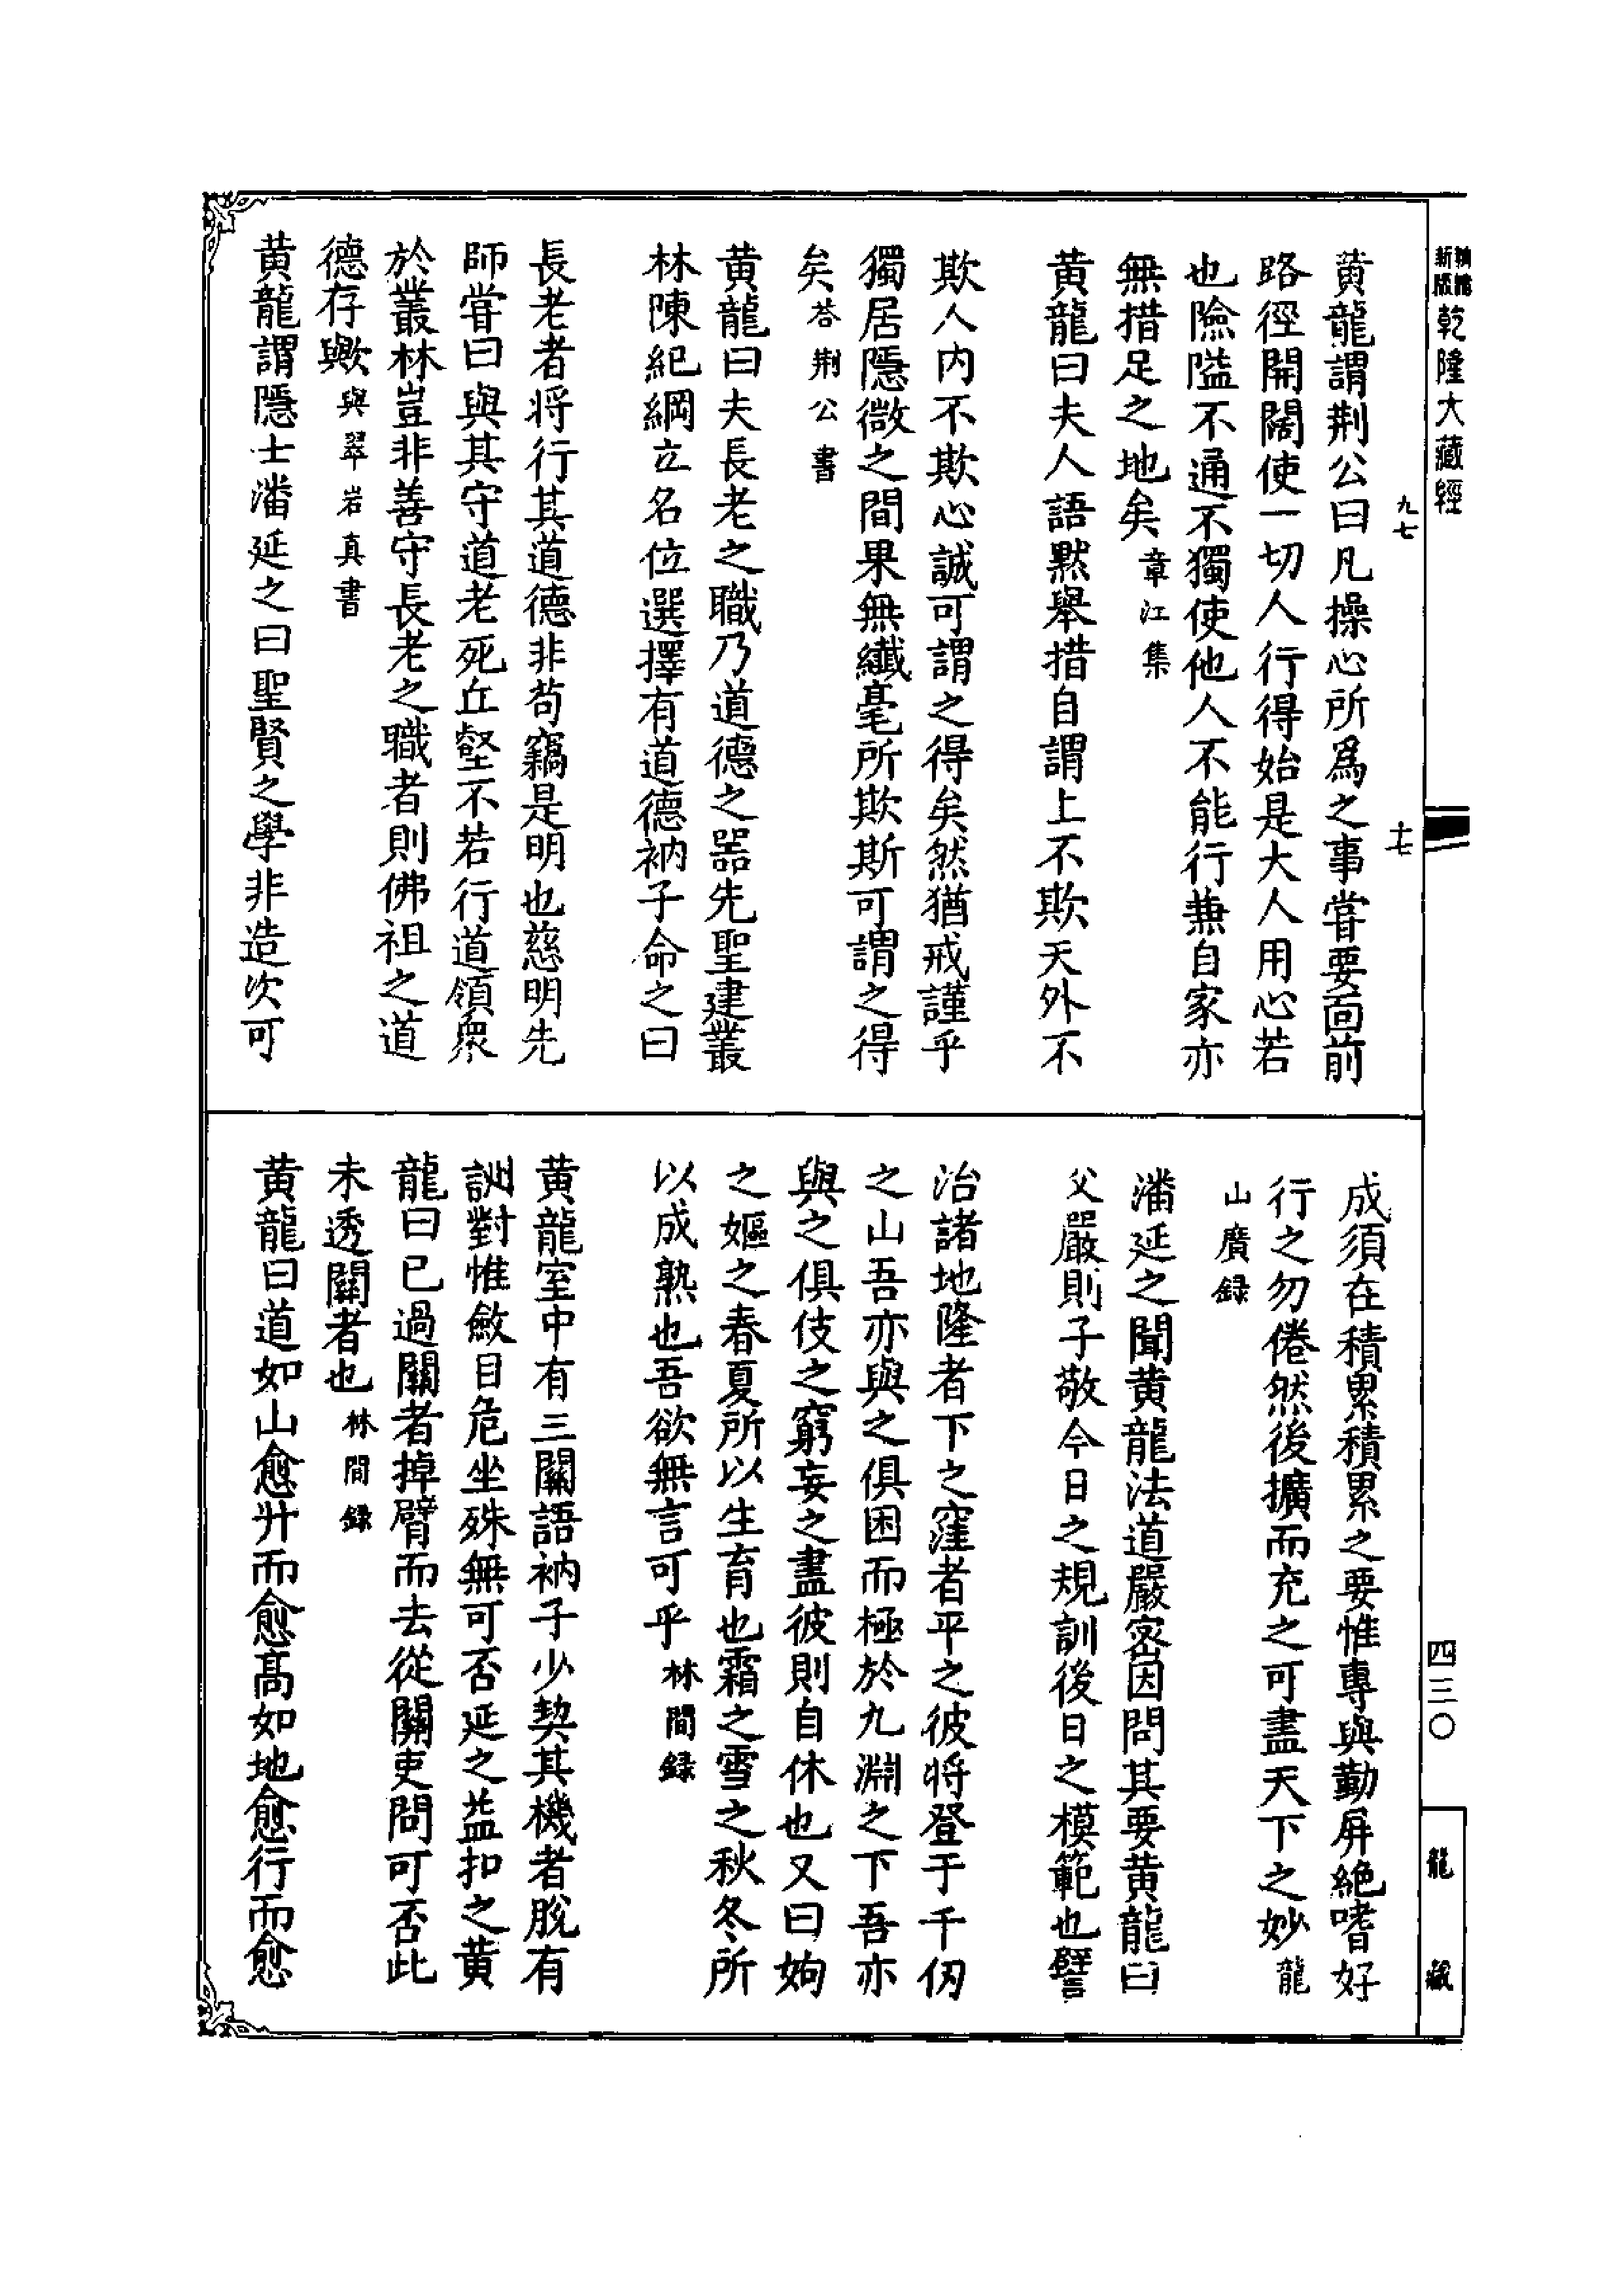 新版
精縮
乾隆大藏經
九七
十七
四三〇
龍藏
黄龍謂荆公曰凡操心所爲之事嘗要面前
路徑開闊使一切人行得始是大人用心若
也險隘不通不獨使他人不能行兼自家亦
無措足之地矣章江集
黄龍曰夫人語黙舉措自謂上不欺天外不
欺人内不欺心誠可謂之得矣然猶戒謹乎
獨居隱微之間果無纖毫所欺斯可謂之得
矣荅荆公書
黄龍曰夫長老之職乃道德之噐先聖建叢
林陳紀綱立名位選擇有道德衲子命之曰
長老者將行其道德非茍竊是明也慈明先
師甞曰與其守道老死丘壑不若行道領衆
於叢林豈非善守長老之職者則佛祖之道
德存歟與翠岩真書
黄龍謂隱士潘延之曰聖賢之學非造次可
成須在積累積累之要惟專與勤屏絶嗜好
行之勿倦然後擴而充之可盡天下之妙龍
山廣録
潘延之聞黄龍法道嚴宻因問其要黄龍曰
父嚴則子敬今日之規訓後日之模範也譬
治諸地隆者下之窪者平之彼將登于千仞
之山吾亦與之俱困而極於九淵之下吾亦
與之俱伎之窮妄之盡彼則自休也又曰姁
之嫗之春夏所以生育也霜之雪之秋冬所
以成熟也吾欲無言可乎林間録
黄龍室中有三關語衲子少契其機者脫有
詶對惟斂目危坐殊無可否延之益扣之黄
龍曰已過關者掉臂而去從關吏問可否此
未透關者也林間録
黄龍曰道如山愈升而愈髙如地愈行而愈